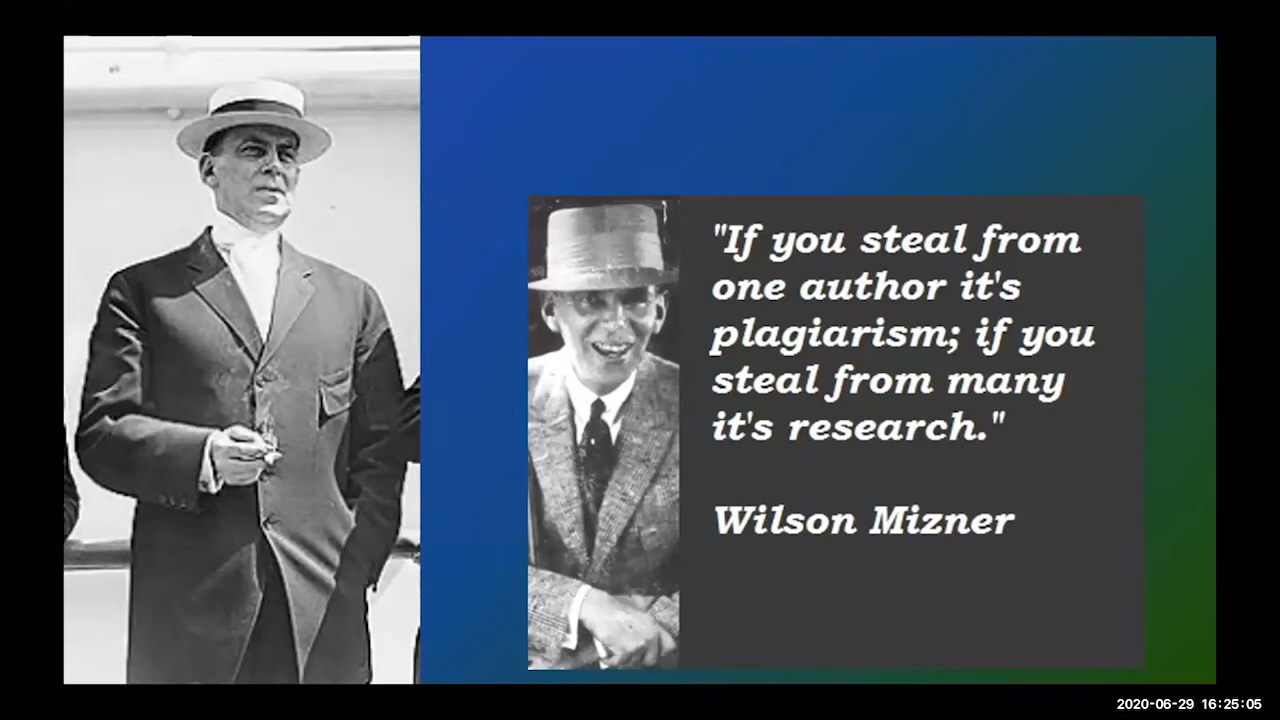 "If you steal from
one author it's
plagiarism; if you
steal from many
it's research."
Wilson Mizner
2020-06-29 16:25:05